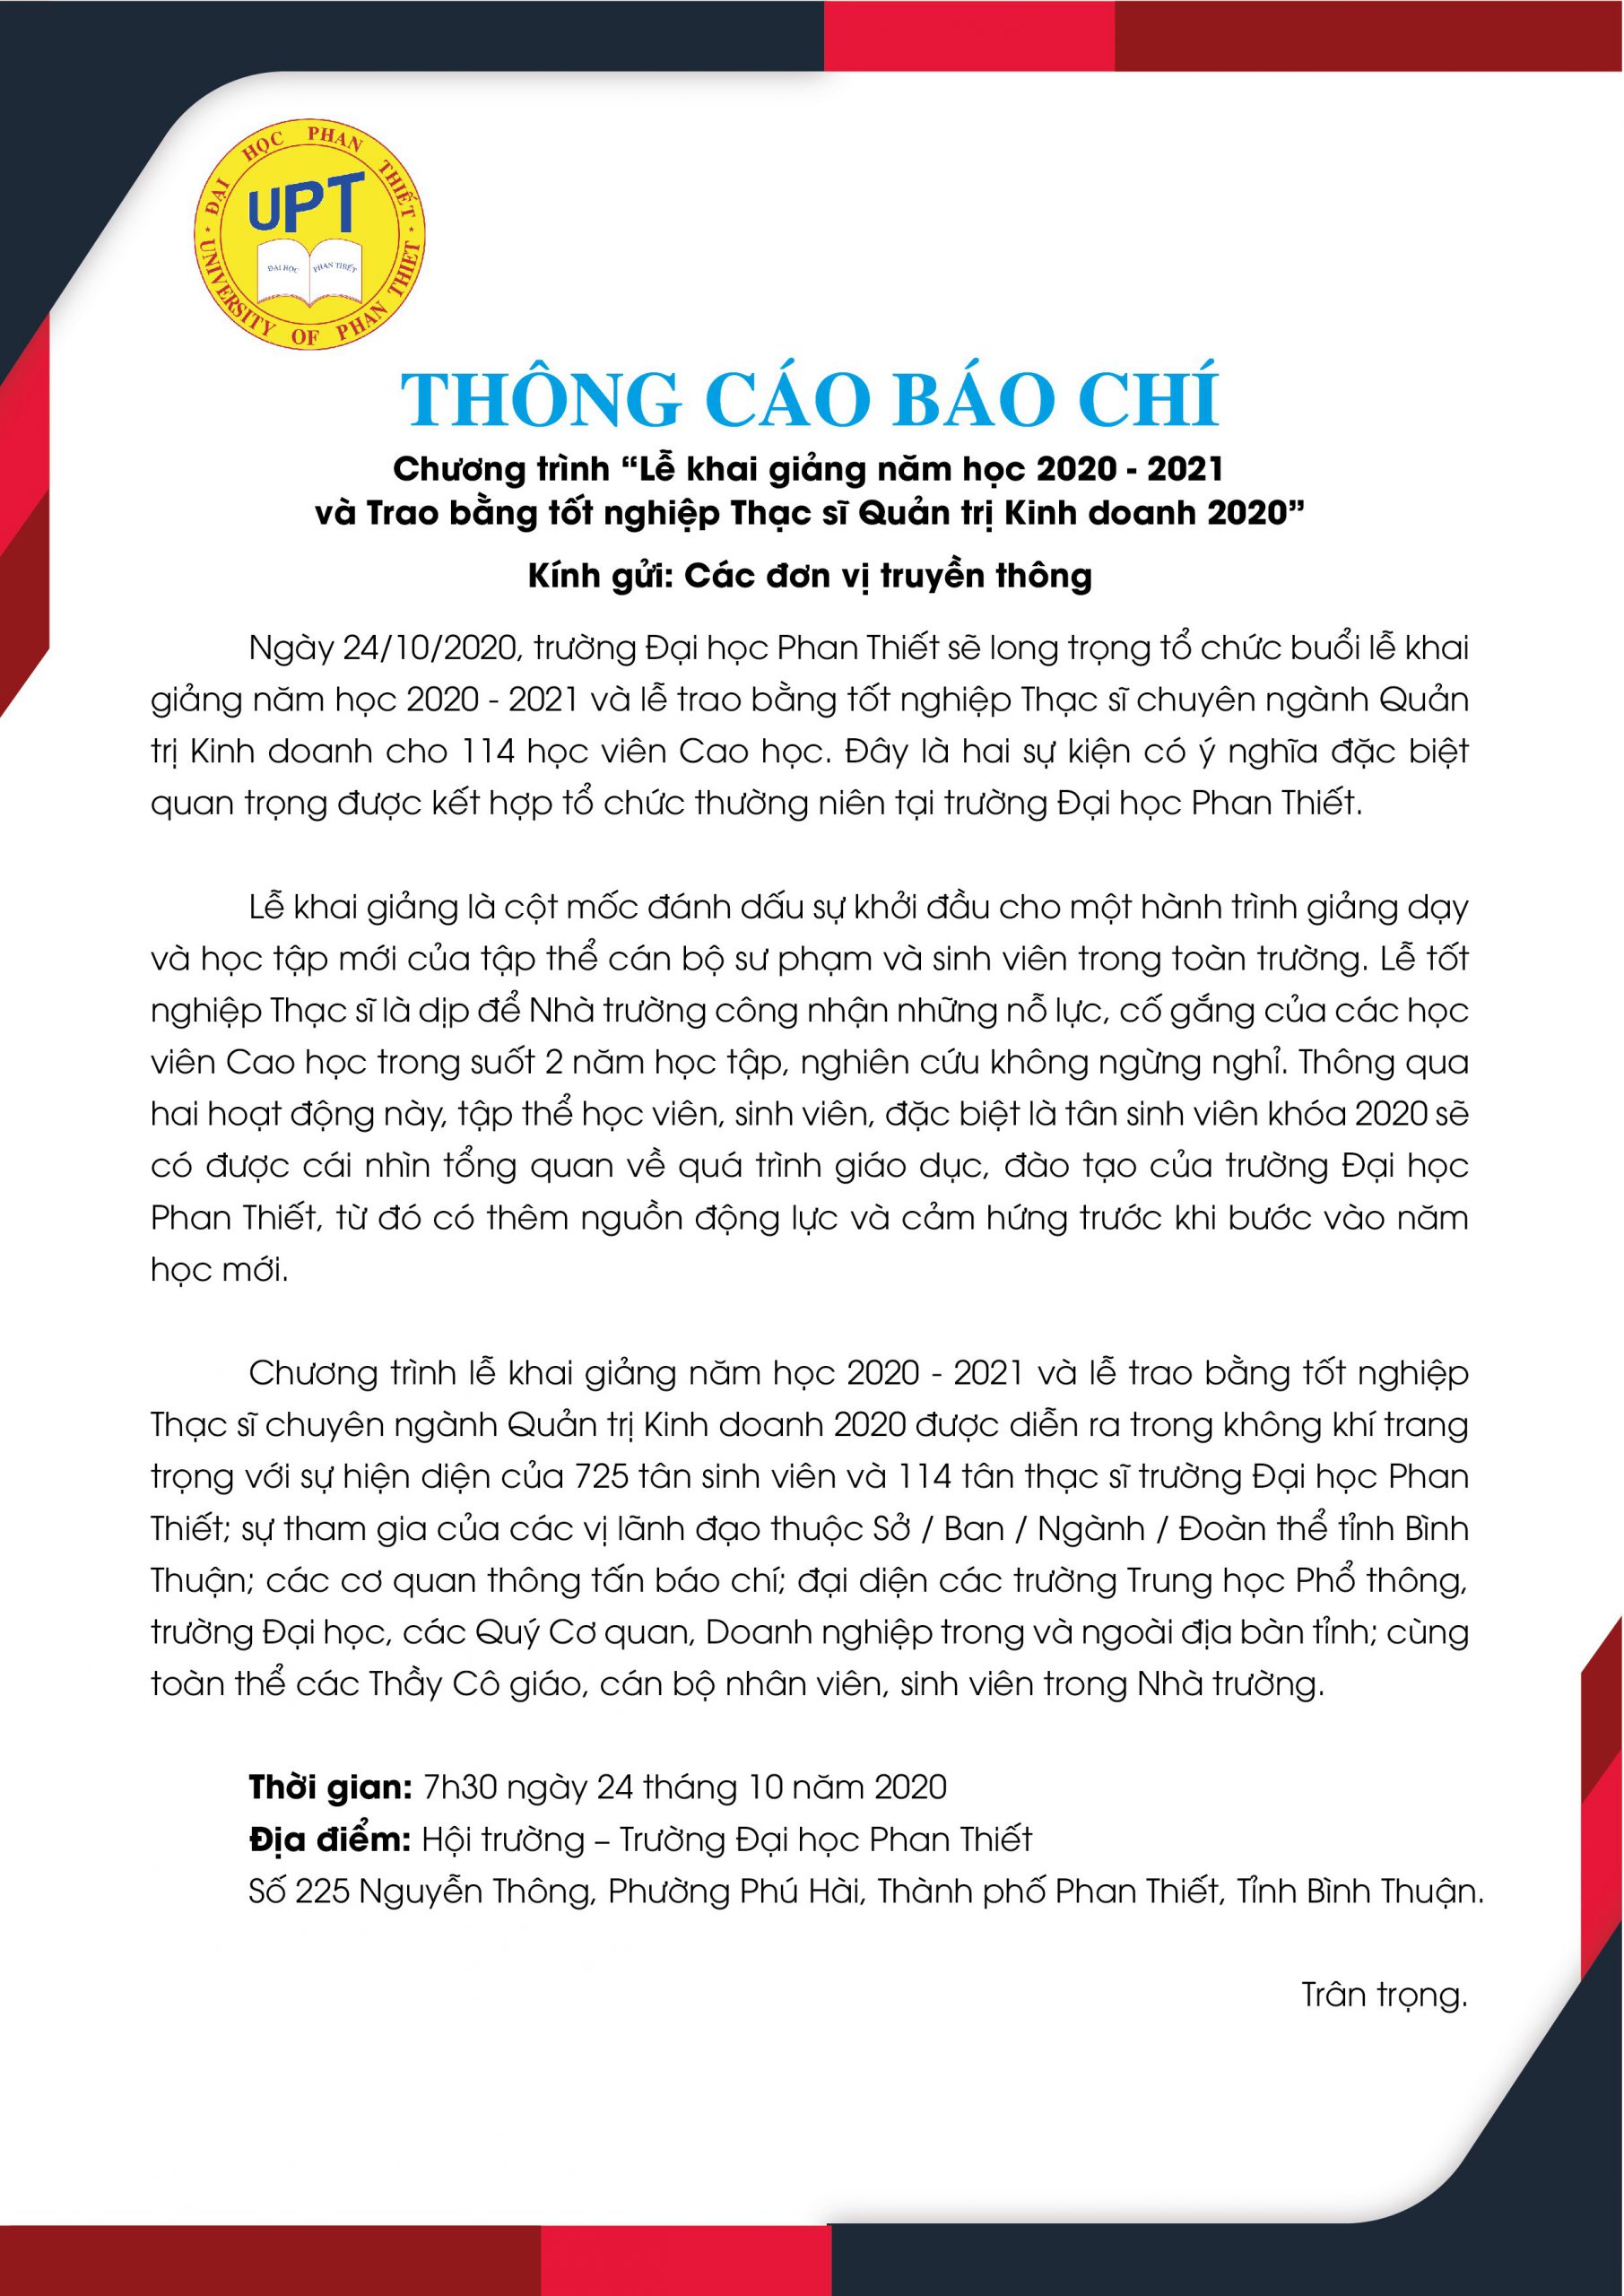 ĐẠI HỌC PHAN THIẾT
UPT
ĐẠI HỌC PHAN THIẾT
UNIVERSITY OF PHAN THIET
THÔNG CÁO BÁO CHÍ
Chương trình “Lễ khai giảng năm học 2020 - 2021
và Trao bằng tốt nghiệp Thạc sĩ Quản trị Kinh doanh 2020”
Kính gửi: Các đơn vị truyền thông
Ngày 24/10/2020, trường Đại học Phan Thiết sẽ long trọng tổ chức buổi lễ khai
giảng năm học 2020 - 2021 và lễ trao bằng tốt nghiệp Thạc sĩ chuyên ngành Quản
trị Kinh doanh cho 114 học viên Cao học. Đây là hai sự kiện có ý nghĩa đặc biệt
quan trọng được kết hợp tổ chức thường niên tại trường Đại học Phan Thiết.
Lễ khai giảng là cột mốc đánh dấu sự khởi đầu cho một hành trình giảng dạy
và học tập mới của tập thể cán bộ sư phạm và sinh viên trong toàn trường. Lễ tốt
nghiệp Thạc sĩ là dịp để Nhà trường công nhận những nỗ lực, cố gắng của các học
viên Cao học trong suốt 2 năm học tập, nghiên cứu không ngừng nghỉ. Thông qua
hai hoạt động này, tập thể học viên, sinh viên, đặc biệt là tân sinh viên khóa 2020 sẽ
có được cái nhìn tổng quan về quá trình giáo dục, đào tạo của trường Đại học
Phan Thiết, từ đó có thêm nguồn động lực và cảm hứng trước khi bước vào năm
học mới.
Chương trình lễ khai giảng năm học 2020 - 2021 và lễ trao bằng tốt nghiệp
Thạc sĩ chuyên ngành Quản trị Kinh doanh 2020 được diễn ra trong không khí trang
trọng với sự hiện diện của 725 tân sinh viên và 114 tân thạc sĩ trường Đại học Phan
Thiết; sự tham gia của các vị lãnh đạo thuộc Sở / Ban / Ngành / Đoàn thể tỉnh Bình
Thuận; các cơ quan thông tấn báo chí; đại diện các trường Trung học Phổ thông,
trường Đại học, các Quý Cơ quan, Doanh nghiệp trong và ngoài địa bàn tỉnh; cùng
toàn thể các Thầy Cô giáo, cán bộ nhân viên, sinh viên trong Nhà trường.
Thời gian: 7h30 ngày 24 tháng 10 năm 2020
Địa điểm: Hội trường – Trường Đại học Phan Thiết
Số 225 Nguyễn Thông, Phường Phú Hài, Thành phố Phan Thiết, Tỉnh Bình Thuận.
Trân trọng.